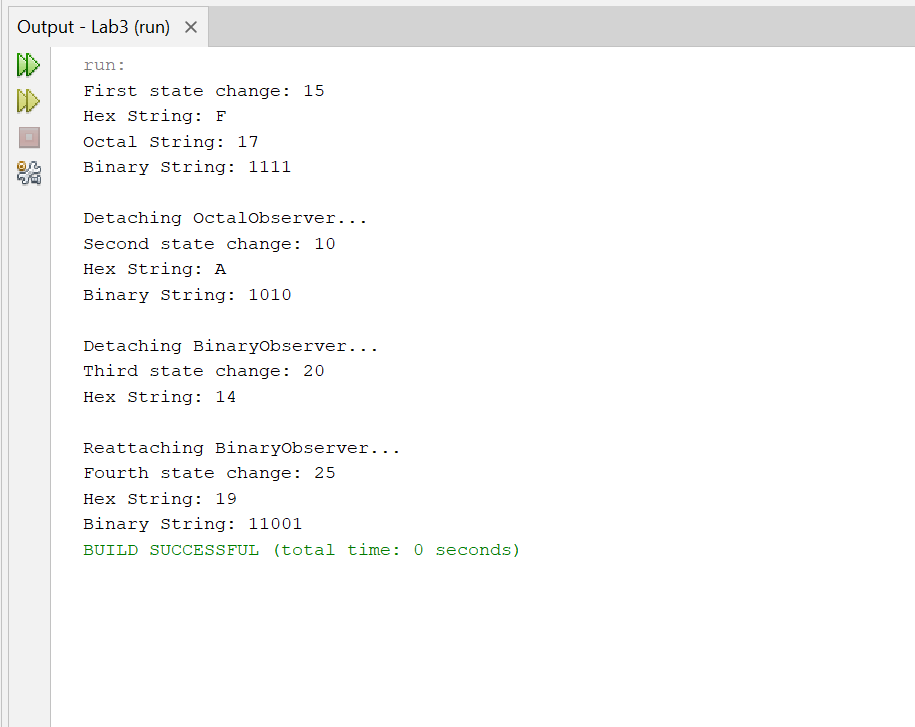 Output - Lab3 (run)
run:
First state change: 15
Hex String: F
Octal String: 17
Binary String: 1111
Detaching OctalObserver...
Second state change: 10
Hex String: A
Binary String: 1010
Detaching BinaryObserver...
Third state change: 20
Hex String: 14
Reattaching BinaryObserver...
Fourth state change: 25
Hex String: 19
Binary String: 11001
BUILD SUCCESSFUL (total time: 0 seconds)